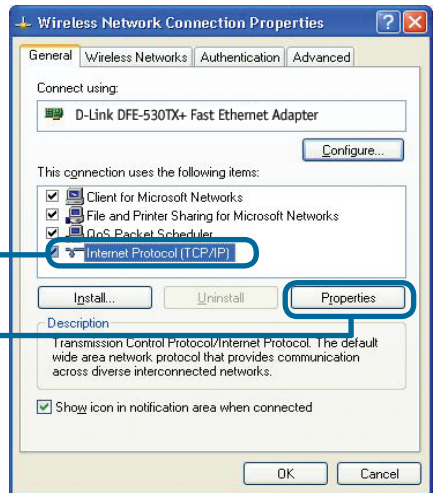 Wireless Network Connection Properties
General Wireless Networks Authentication Advanced
Connect using:
D-Link DFE-530TX+ Fast Ethernet Adapter
Configure...
This connection uses the following items:
Client for Microsoft Networks
File and Printer Sharing for Microsoft Networks
QoS Packet Scheduler
Internet Protocol (TCP/IP)
Install... Uninstall Properties
Description
Transmission Control Protocol/Internet Protocol. The default
wide area network protocol that provides communication
across diverse interconnected networks.
Show icon in notification area when connected
OK Cancel